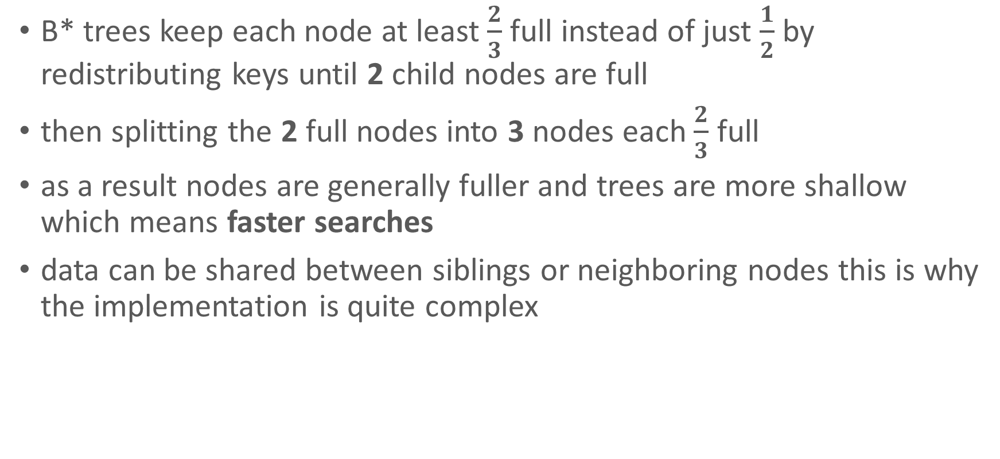 • B* trees keep each node at least 2/3 full instead of just 1/2 by
redistributing keys until 2 child nodes are full
• then splitting the 2 full nodes into 3 nodes each 2/3 full
• as a result nodes are generally fuller and trees are more shallow
which means faster searches
• data can be shared between siblings or neighboring nodes this is why
the implementation is quite complex